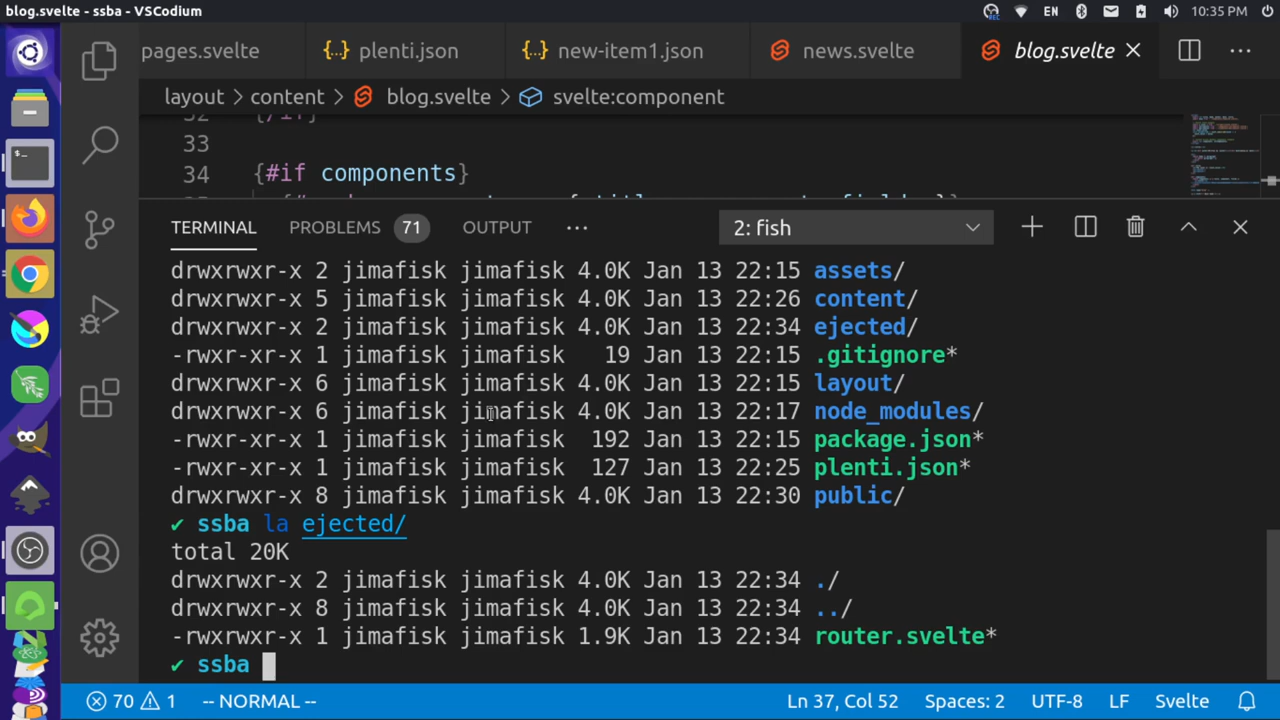 blog.svelte - ssba - VSCodium EN 10:35 PM
pages.svelte {} plenti.json {} new-item1.json news.svelte blog.svelte
layout > content > blog.svelte > svelte:component
32 {/if}
33
34 {#if components}
TERMINAL PROBLEMS 71 OUTPUT ... 2: fish
drwxrwxr-x 2 jimafisk jimafisk 4.0K Jan 13 22:15 assets/
drwxrwxr-x 5 jimafisk jimafisk 4.0K Jan 13 22:26 content/
drwxrwxr-x 2 jimafisk jimafisk 4.0K Jan 13 22:34 ejected/
-rwxr-xr-x 1 jimafisk jimafisk 19 Jan 13 22:15 .gitignore*
drwxrwxr-x 6 jimafisk jimafisk 4.0K Jan 13 22:15 layout/
drwxrwxr-x 6 jimafisk jimafisk 4.0K Jan 13 22:17 node_modules/
-rwxr-xr-x 1 jimafisk jimafisk 192 Jan 13 22:15 package.json*
-rwxr-xr-x 1 jimafisk jimafisk 127 Jan 13 22:25 plenti.json*
drwxrwxr-x 8 jimafisk jimafisk 4.0K Jan 13 22:30 public/
✔ ssba la ejected/
total 20K
drwxrwxr-x 2 jimafisk jimafisk 4.0K Jan 13 22:34 ./
drwxrwxr-x 8 jimafisk jimafisk 4.0K Jan 13 22:34 ../
-rwxr-xr-x 1 jimafisk jimafisk 1.9K Jan 13 22:34 router.svelte*
✔ ssba
70 1 -- NORMAL -- Ln 37, Col 52 Spaces: 2 UTF-8 LF Svelte